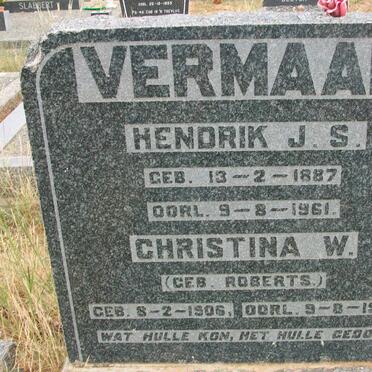 SLABBERT
VERMAA
HENDRIK J. S.
GEB. 13-2-1887
OORL. 9-8-1961.
CHRISTINA W.
(GEB. ROBERTS.)
GEB. 8-2-1906, OORL. 9-8-19
WAT HULLE KON, HET HULLE GEDO